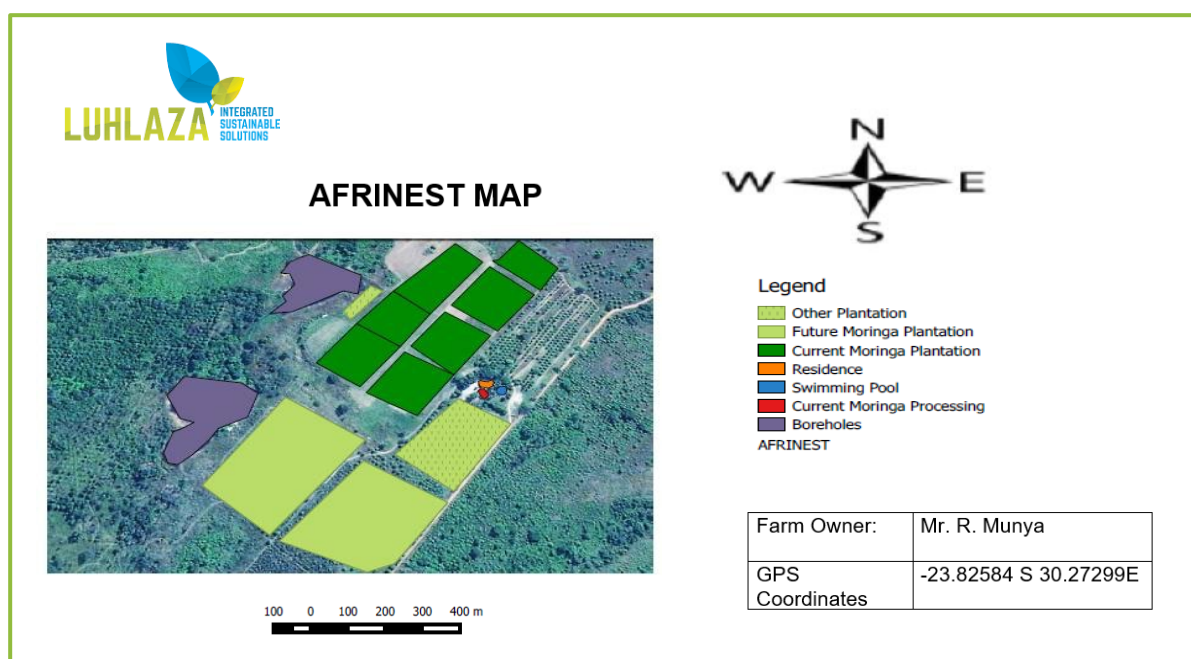 LUHLAZA
INTEGRATED
SUSTAINABLE
SOLUTIONS
AFRINEST MAP
N
W E
S
Legend
Other Plantation
Future Moringa Plantation
Current Moringa Plantation
Residence
Swimming Pool
Current Moringa Processing
Boreholes
AFRINEST
Farm Owner: Mr. R. Munya
GPS
Coordinates -23.82584 S 30.27299E
100 0 100 200 300 400 m